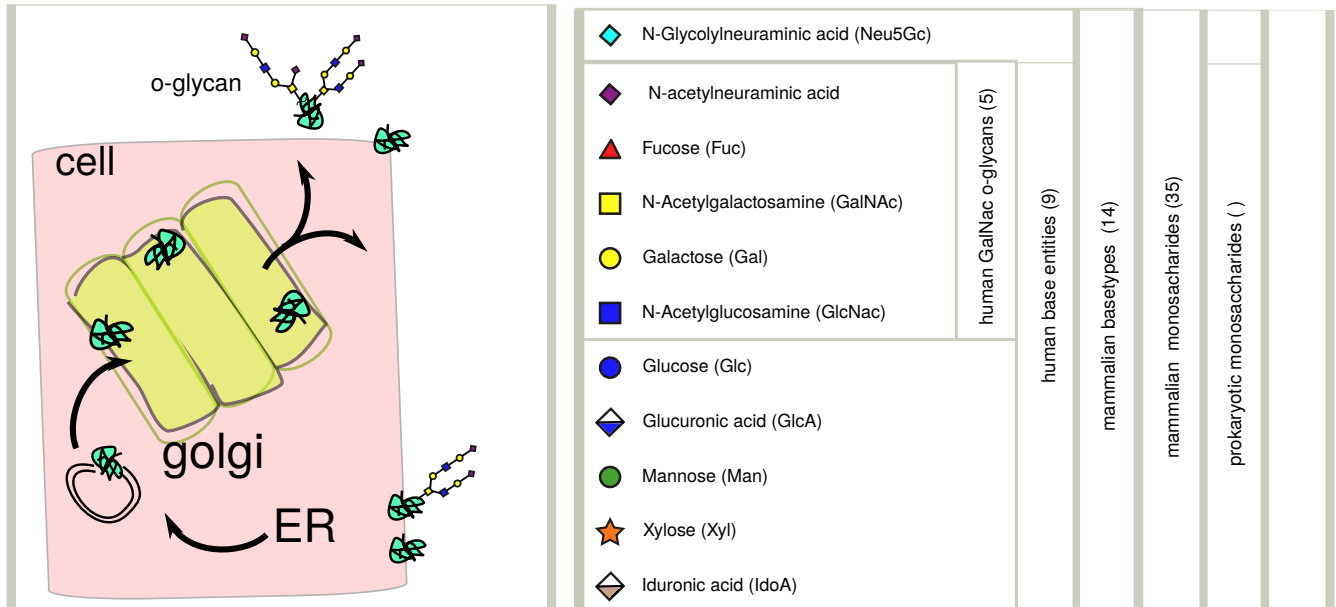 o-glycan
cell
golgi
ER
N-Glycolylneuraminic acid (Neu5Gc)
N-acetylneuraminic acid
Fucose (Fuc)
N-Acetylgalactosamine (GalNAc)
Galactose (Gal)
N-Acetylglucosamine (GlcNac)
Glucose (Glc)
Glucuronic acid (GlcA)
Mannose (Man)
Xylose (Xyl)
Iduronic acid (IdoA)
human GalNac o-glycans (5)
human base entities (9)
mammalian basetypes (14)
mammalian monosacharides (35)
prokaryotic monosaccharides ( )